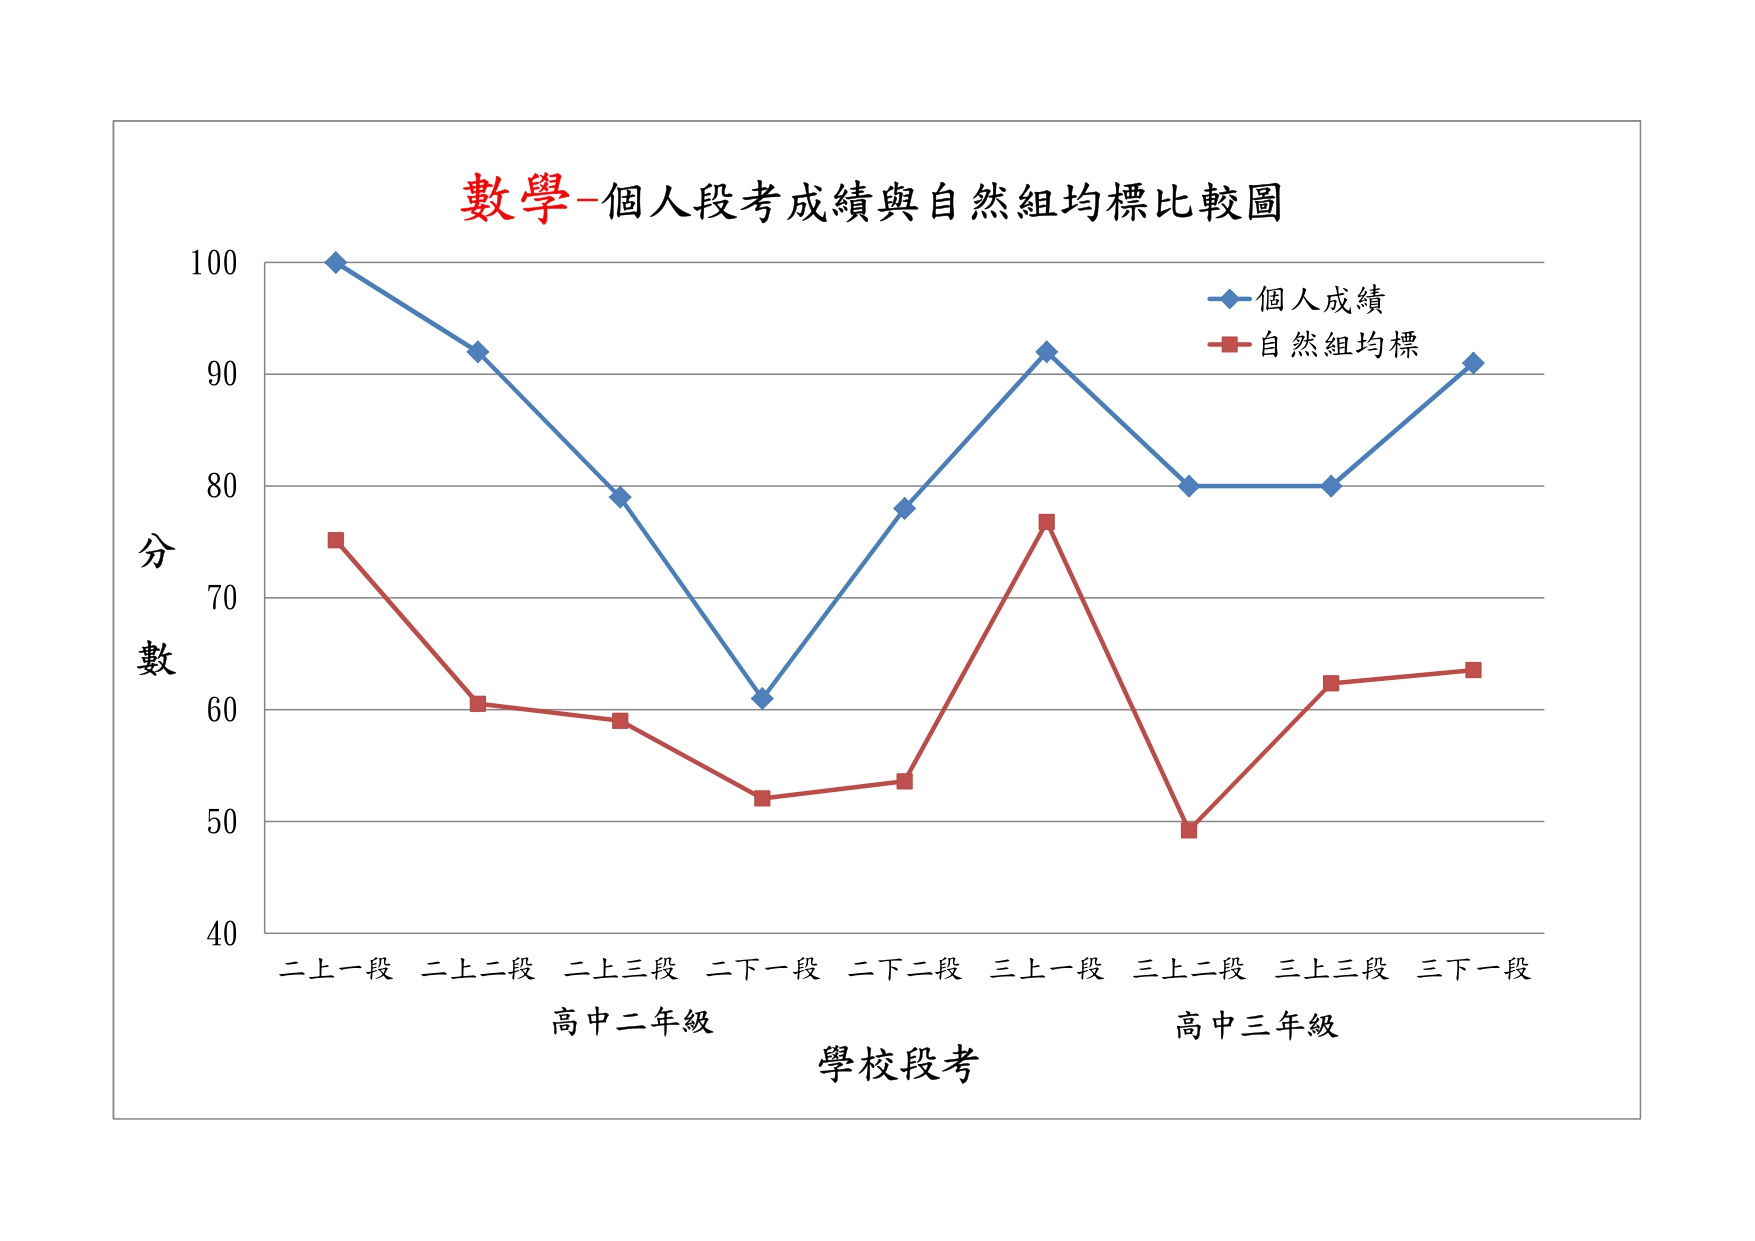 數學-個人段考成績與自然組均標比較圖
個人成績
自然組均標
100
90
80
70
60
50
40
分
數
二上一段 二上二段 二上三段 二下一段 二下二段 三上一段 三上二段 三上三段 三下一段
高中二年級 高中三年級
學校段考